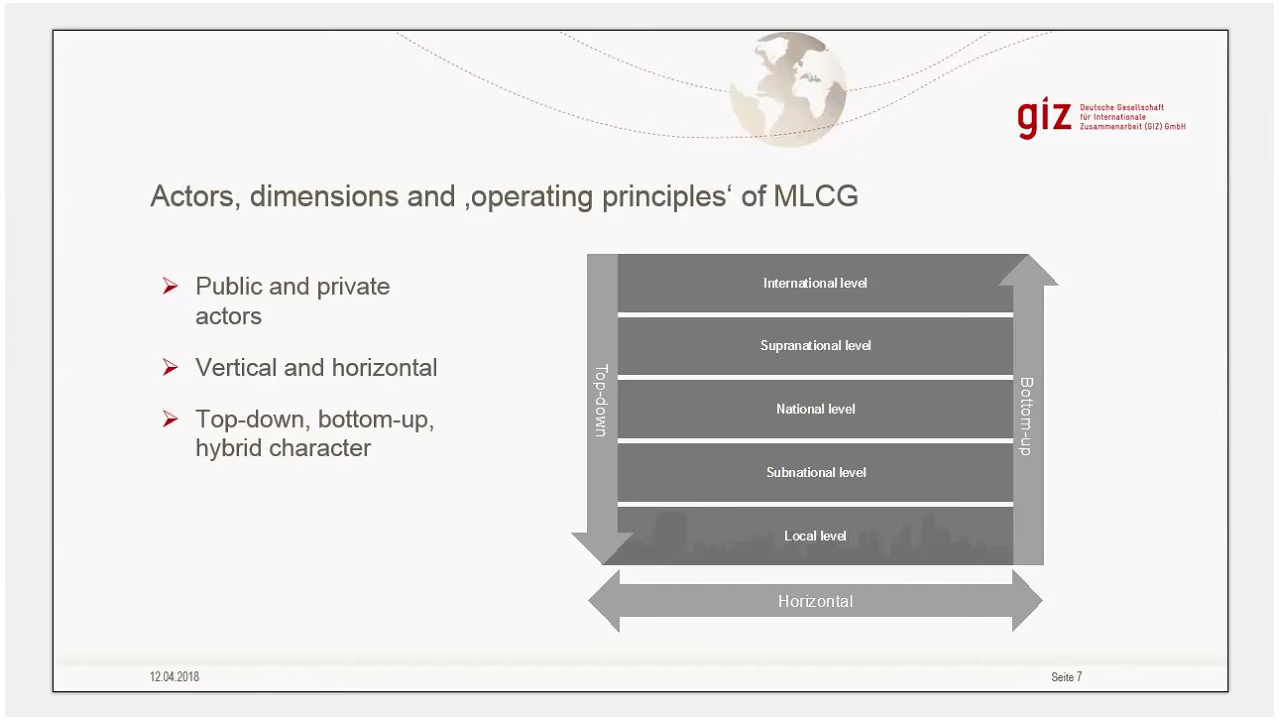 giz
Deutsche Gesellschaft
für Internationale
Zusammenarbeit (GIZ) GmbH
Actors, dimensions and ‚operating principles‘ of MLCG
Public and private
actors
Vertical and horizontal
Top-down, bottom-up,
hybrid character
Top-down
International level
Supranational level
National level
Subnational level
Local level
Bottom-up
Horizontal
12.04.2018
Seite 7